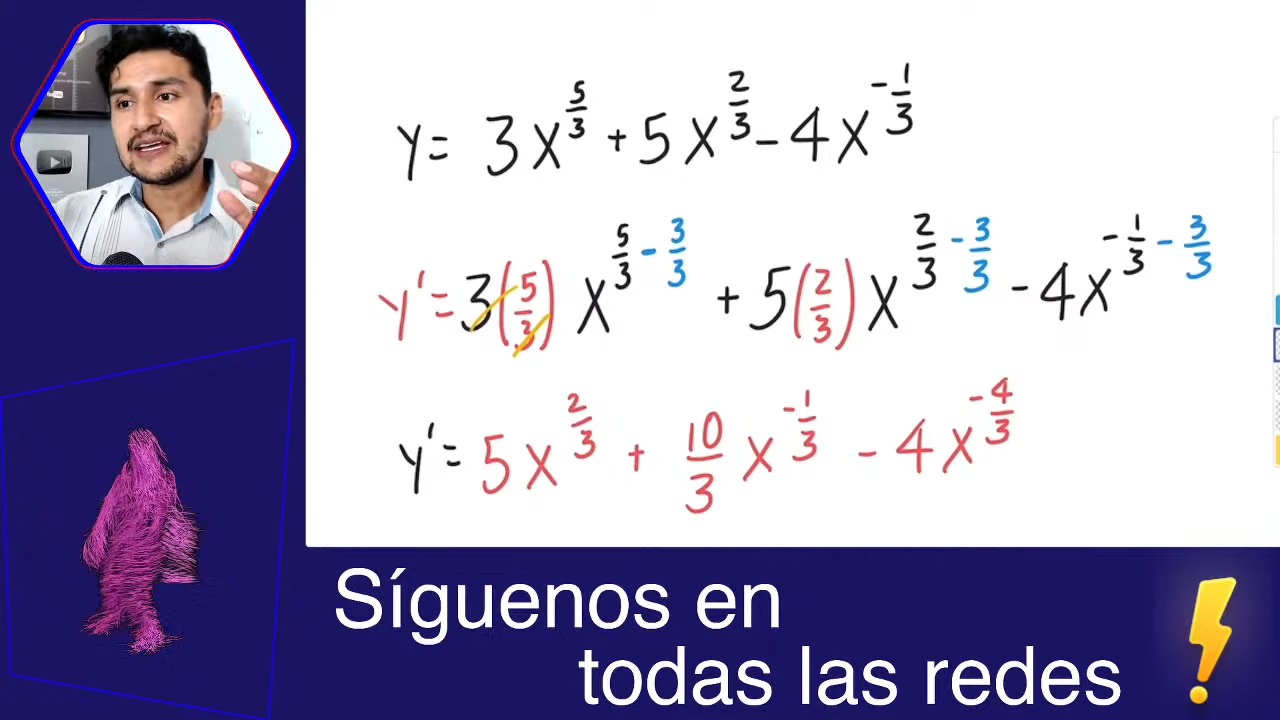 y = 3x^{5/3} + 5x^{2/3} - 4x^{-1/3}
y' = 3(5/3) x^{5/3 - 3/3} + 5(2/3) x^{2/3 - 3/3} - 4x^{-1/3 - 3/3}
y' = 5x^{2/3} + 10/3 x^{-1/3} - 4x^{-4/3}
Síguenos en
todas las redes